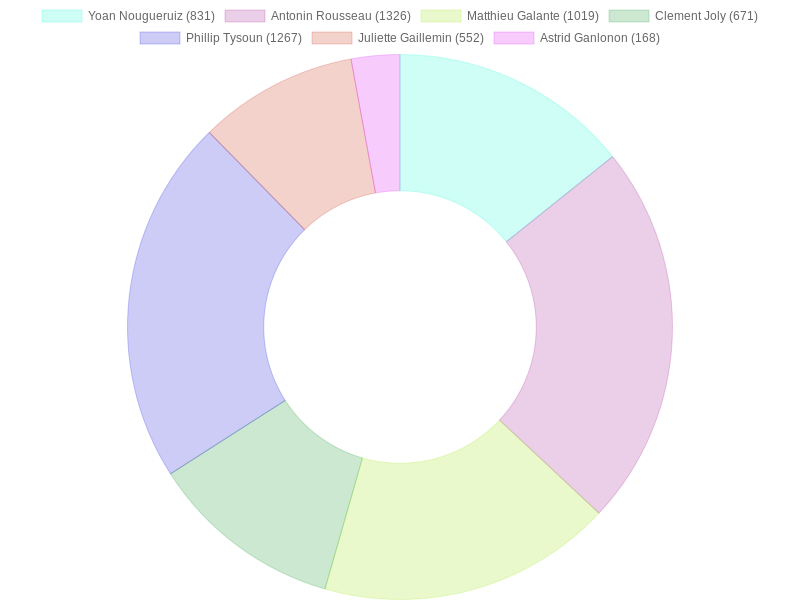 Yoan Nougueruiz (831) Antonin Rousseau (1326) Matthieu Galante (1019) Clement Joly (671)
Phillip Tysoun (1267) Juliette Gaillemin (552) Astrid Ganlonon (168)